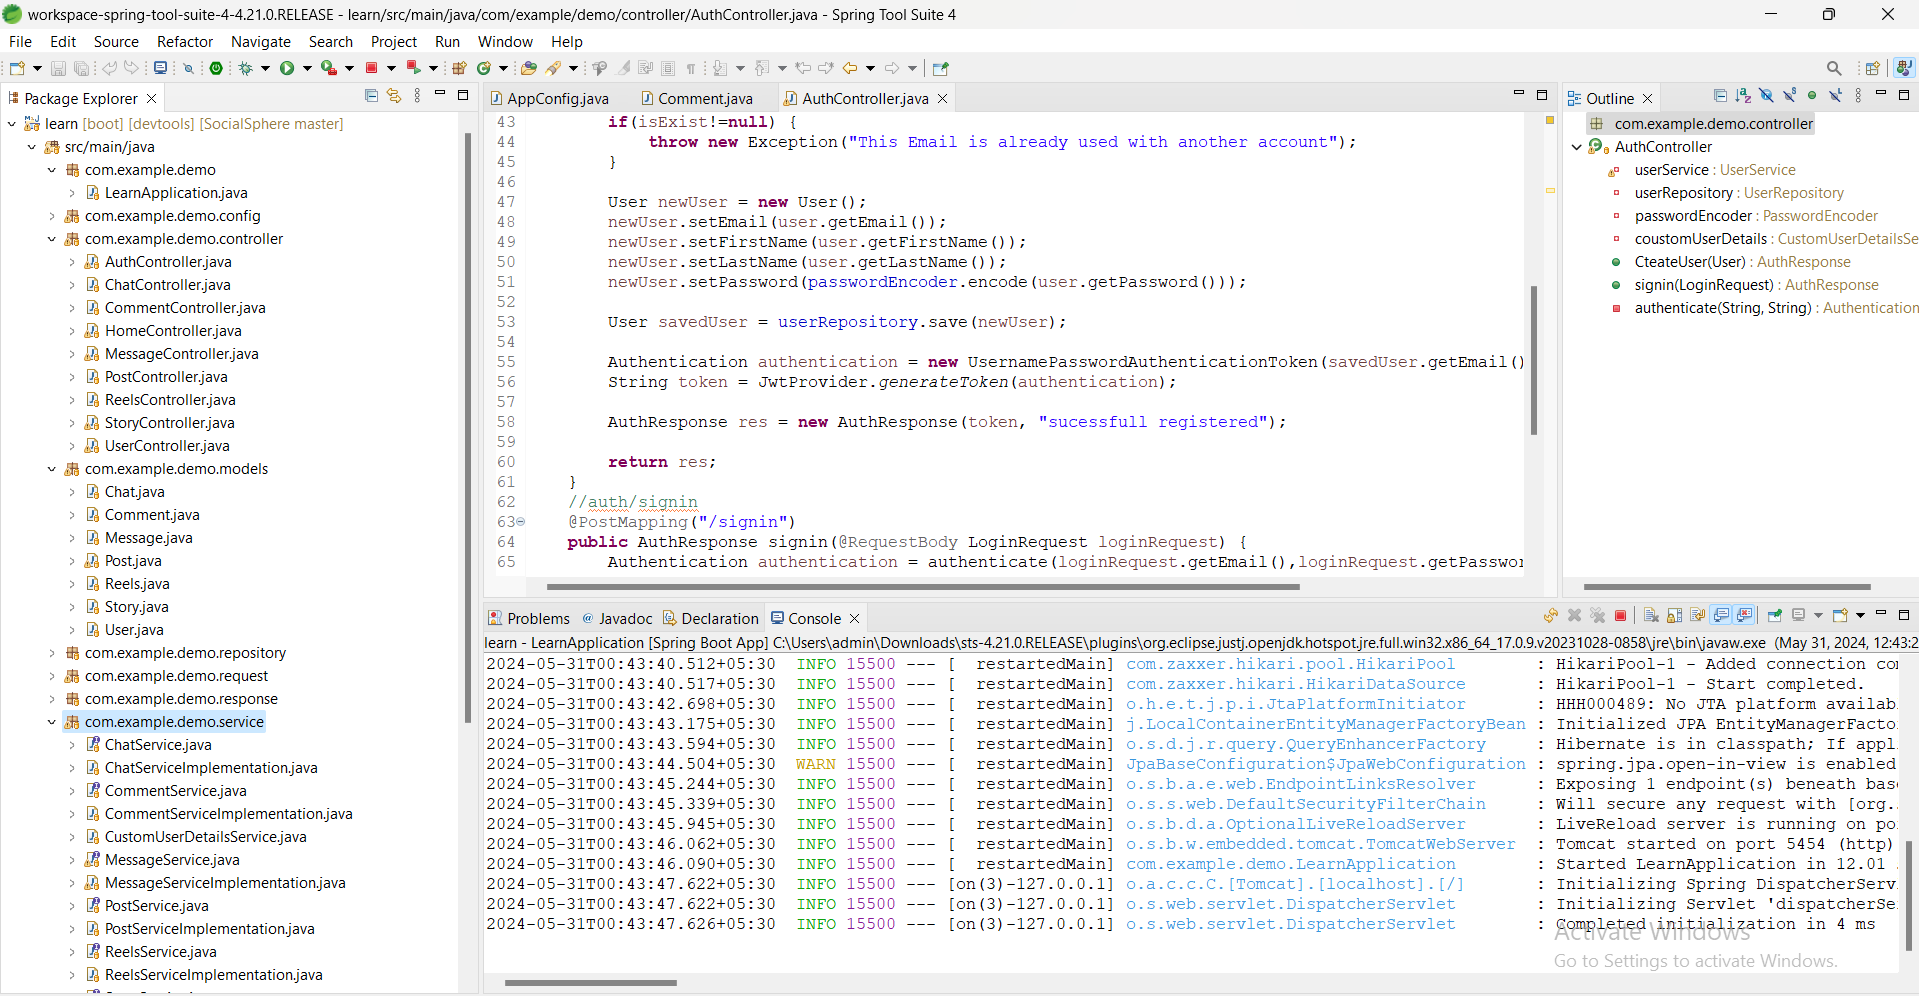 workspace-spring-tool-suite-4-4.21.0.RELEASE - learn/src/main/java/com/example/demo/controller/AuthController.java - Spring Tool Suite 4
File Edit Source Refactor Navigate Search Project Run Window Help
Package Explorer
learn [boot] [devtools] [SocialSphere master]
src/main/java
com.example.demo
LearnApplication.java
com.example.demo.config
com.example.demo.controller
AuthController.java
ChatController.java
CommentController.java
HomeController.java
MessageController.java
PostController.java
ReelsController.java
StoryController.java
UserController.java
com.example.demo.models
Chat.java
Comment.java
Message.java
Post.java
Reels.java
Story.java
User.java
com.example.demo.repository
com.example.demo.request
com.example.demo.response
com.example.demo.service
ChatService.java
ChatServiceImplementation.java
CommentService.java
CommentServiceImplementation.java
CustomUserDetailsService.java
MessageService.java
MessageServiceImplementation.java
PostService.java
PostServiceImplementation.java
ReelsService.java
ReelsServiceImplementation.java
AppConfig.java Comment.java AuthController.java
43 if(isExist!=null) {
44 throw new Exception("This Email is already used with another account");
45 }
46
47 User newUser = new User();
48 newUser.setEmail(user.getEmail());
49 newUser.setFirstName(user.getFirstName());
50 newUser.setLastName(user.getLastName());
51 newUser.setPassword(passwordEncoder.encode(user.getPassword()));
52
53 User savedUser = userRepository.save(newUser);
54
55 Authentication authentication = new UsernamePasswordAuthenticationToken(savedUser.getEmail()
56 String token = JwtProvider.generateToken(authentication);
57
58 AuthResponse res = new AuthResponse(token, "sucessfull registered");
59
60 return res;
61 }
62 //auth/signin
63 @PostMapping("/signin")
64 public AuthResponse signin(@RequestBody LoginRequest loginRequest) {
65 Authentication authentication = authenticate(loginRequest.getEmail(),loginRequest.getPasswo
Outline
com.example.demo.controller
AuthController
userService : UserService
userRepository : UserRepository
passwordEncoder : PasswordEncoder
coustomUserDetails : CustomUserDetailsSe
CteateUser(User) : AuthResponse
signin(LoginRequest) : AuthResponse
authenticate(String, String) : Authentication
Problems Javadoc Declaration Console
learn - LearnApplication [Spring Boot App] C:\Users\admin\Downloads\sts-4.21.0.RELEASE\plugins\org.eclipse.justj.openjdk.hotspot.jre.full.win32.x86_64_17.0.9.v20231028-0858\jre\bin\javaw.exe (May 31, 2024, 12:43:2
2024-05-31T00:43:40.512+05:30 INFO 15500 --- [ restartedMain] com.zaxxer.hikari.pool.HikariPool : HikariPool-1 - Added connection co
2024-05-31T00:43:40.517+05:30 INFO 15500 --- [ restartedMain] com.zaxxer.hikari.HikariDataSource : HikariPool-1 - Start completed.
2024-05-31T00:43:42.698+05:30 INFO 15500 --- [ restartedMain] o.h.e.t.j.p.i.JtaPlatformInitiator : HHH000489: No JTA platform availab
2024-05-31T00:43:43.175+05:30 INFO 15500 --- [ restartedMain] j.LocalContainerEntityManagerFactoryBean : Initialized JPA EntityManagerFacto
2024-05-31T00:43:43.594+05:30 INFO 15500 --- [ restartedMain] o.s.d.j.r.query.QueryEnhancerFactory : Hibernate is in classpath; If appl
2024-05-31T00:43:44.504+05:30 WARN 15500 --- [ restartedMain] JpaBaseConfiguration$JpaWebConfiguration : spring.jpa.open-in-view is enabled
2024-05-31T00:43:45.244+05:30 INFO 15500 --- [ restartedMain] o.s.b.a.e.web.EndpointLinksResolver : Exposing 1 endpoint(s) beneath bas
2024-05-31T00:43:45.339+05:30 INFO 15500 --- [ restartedMain] o.s.s.web.DefaultSecurityFilterChain : Will secure any request with [org.
2024-05-31T00:43:45.945+05:30 INFO 15500 --- [ restartedMain] o.s.b.d.a.OptionalLiveReloadServer : LiveReload server is running on po
2024-05-31T00:43:46.062+05:30 INFO 15500 --- [ restartedMain] o.s.b.w.embedded.tomcat.TomcatWebServer : Tomcat started on port 5454 (http)
2024-05-31T00:43:46.090+05:30 INFO 15500 --- [ restartedMain] com.example.demo.LearnApplication : Started LearnApplication in 12.01
2024-05-31T00:43:47.622+05:30 INFO 15500 --- [on(3)-127.0.0.1] o.a.c.c.C.[Tomcat].[localhost].[/] : Initializing Spring DispatcherServ
2024-05-31T00:43:47.622+05:30 INFO 15500 --- [on(3)-127.0.0.1] o.s.web.servlet.DispatcherServlet : Initializing Servlet 'dispatcherSe
2024-05-31T00:43:47.626+05:30 INFO 15500 --- [on(3)-127.0.0.1] o.s.web.servlet.DispatcherServlet : Completed initialization in 4 ms
Activate Windows
Go to Settings to activate Windows.